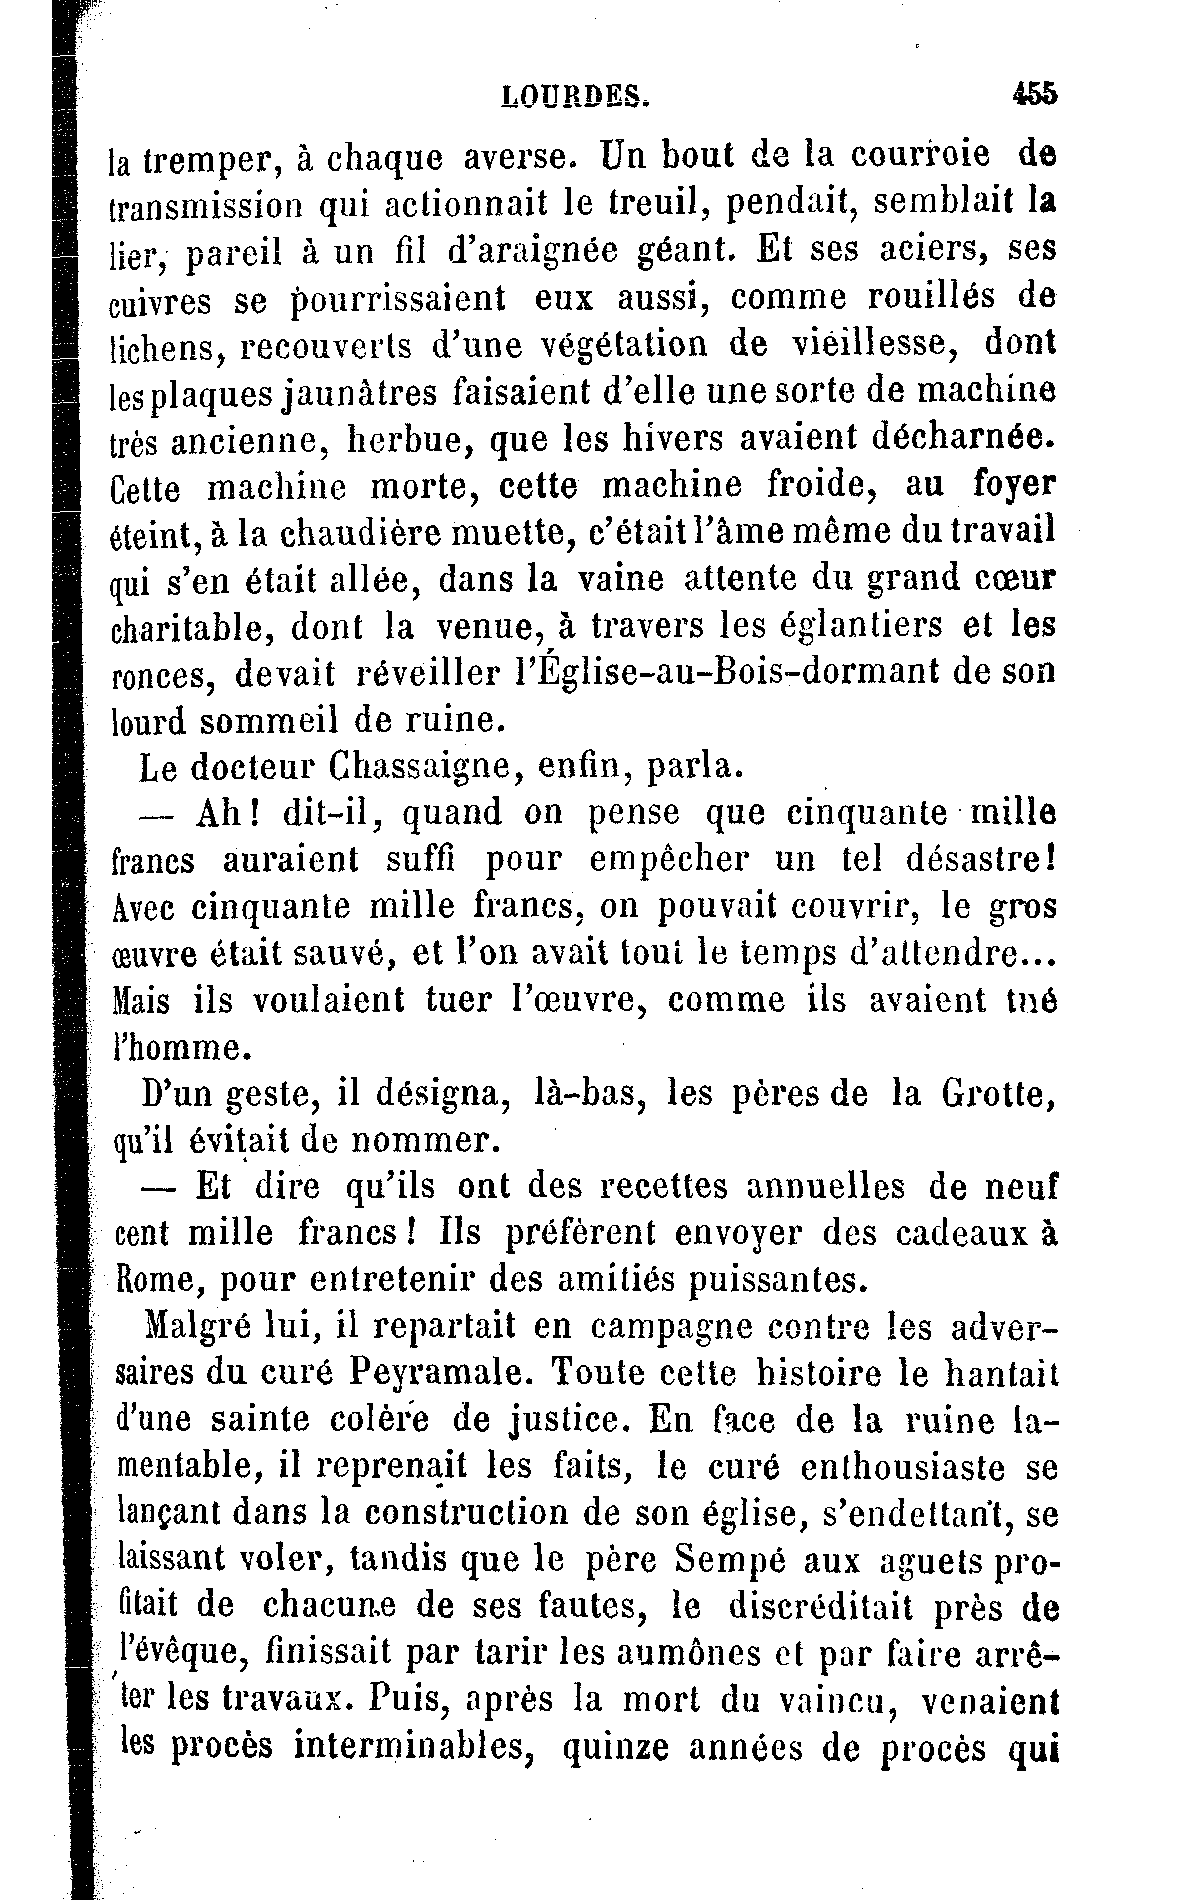 LOURDES. 455
la tremper, à chaque averse. Un bout de la courroie de
transmission qui actionnait le treuil, pendait, semblait la
lier, pareil à un fil d'araignée géant. Et ses aciers, ses
cuivres se pourrissaient eux aussi, comme rouillés de
lichens, recouverts d'une végétation de vieillesse, dont
les plaques jaunâtres faisaient d'elle une sorte de machine
très ancienne, herbue, que les hivers avaient décharnée.
Cette machine morte, cette machine froide, au foyer
éteint, à la chaudière muette, c'était l'âme même du travail
qui s'en était allée, dans la vaine attente du grand cœur
charitable, dont la venue, à travers les églantiers et les
ronces, devait réveiller l'Église-au-Bois-dormant de son
lourd sommeil de ruine.
Le docteur Chassaigne, enfin, parla.
— Ah! dit-il, quand on pense que cinquante mille
francs auraient suffi pour empêcher un tel désastre!
Avec cinquante mille francs, on pouvait couvrir, le gros
œuvre était sauvé, et l'on avait tout le temps d'attendre...
Mais ils voulaient tuer l'œuvre, comme ils avaient tué
l'homme.
D'un geste, il désigna, là-bas, les pères de la Grotte,
qu'il évitait de nommer.
— Et dire qu'ils ont des recettes annuelles de neuf
cent mille francs! Ils préfèrent envoyer des cadeaux à
Rome, pour entretenir des amitiés puissantes.
Malgré lui, il repartait en campagne contre les adver-
saires du curé Peyramale. Toute cette histoire le hantait
d'une sainte colère de justice. En face de la ruine la-
mentable, il reprenait les faits, le curé enthousiaste se
lançant dans la construction de son église, s'endettant, se
laissant voler, tandis que le père Sempé aux aguets pro-
fitait de chacune de ses fautes, le discréditait près de
l'évêque, finissait par tarir les aumônes et par faire arrê-
ter les travaux. Puis, après la mort du vaincu, venaient
les procès interminables, quinze années de procès qui